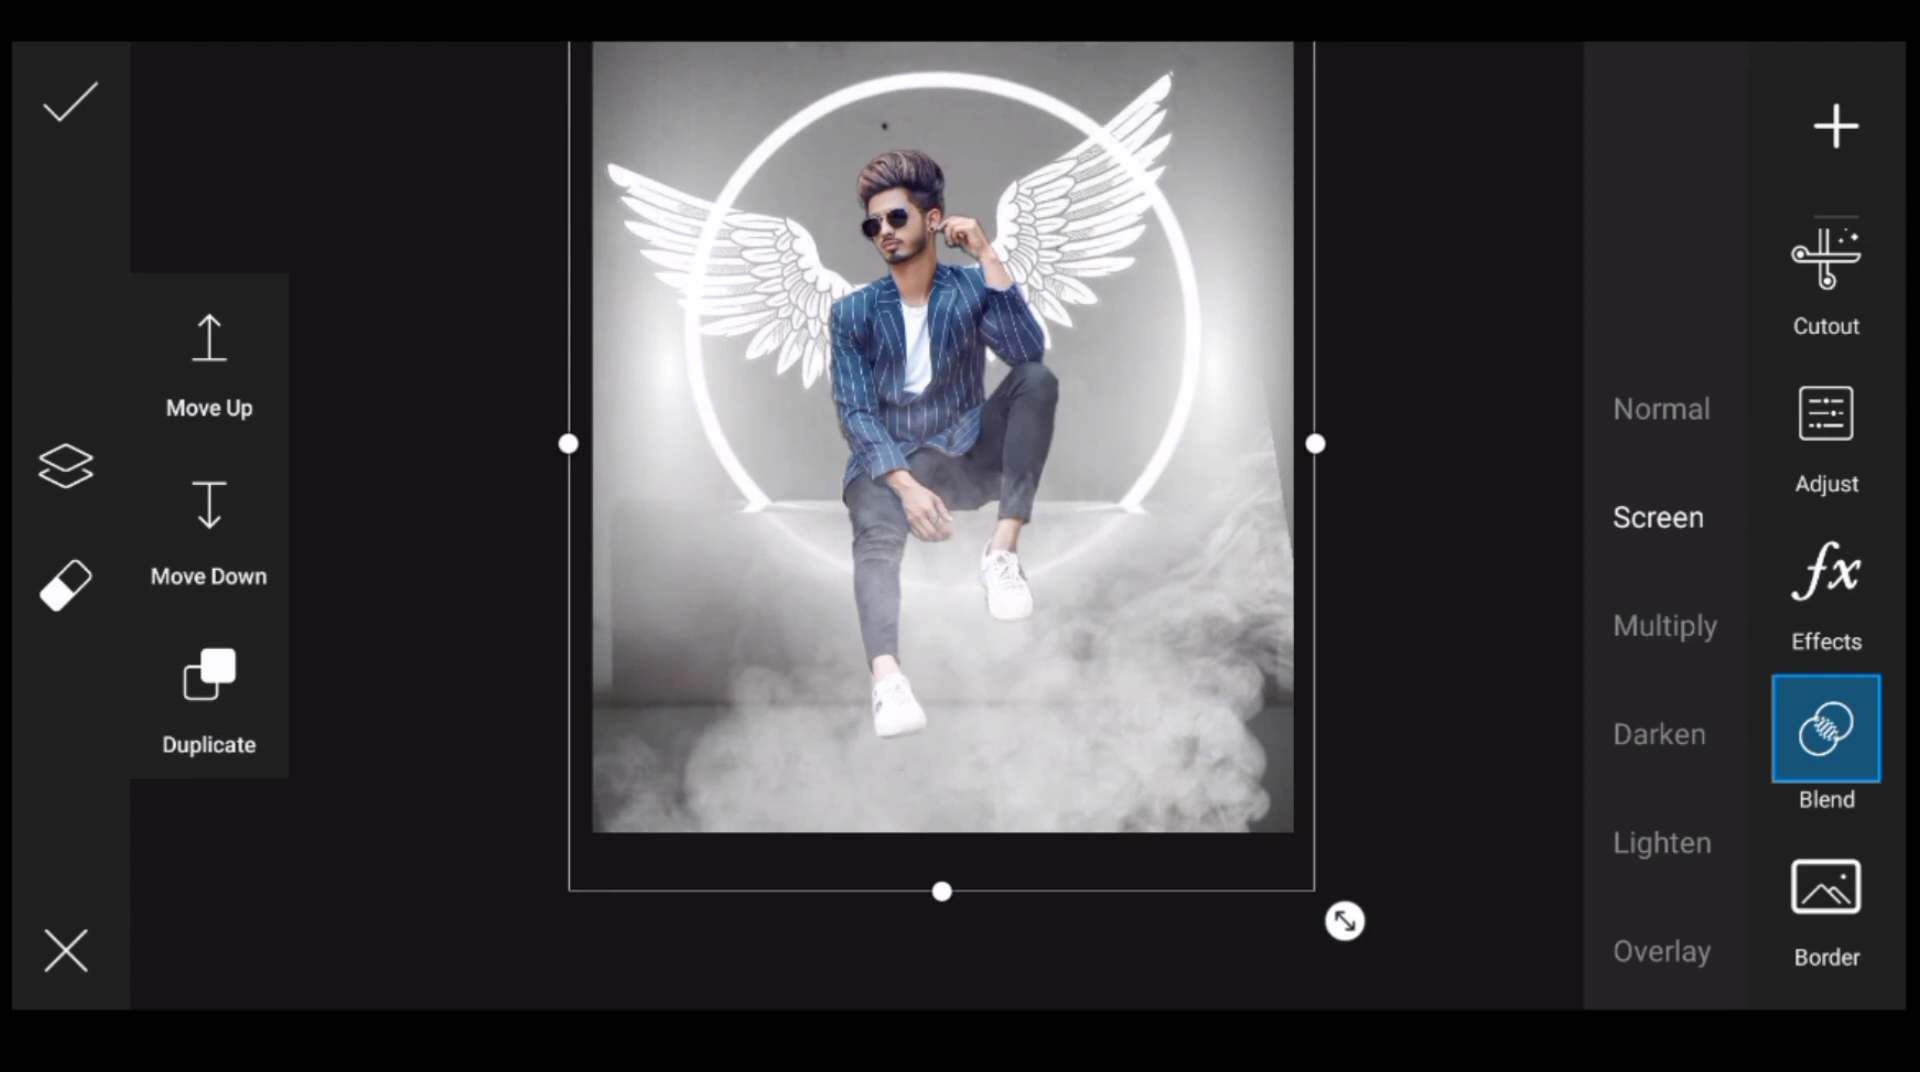 Move Up
Move Down
Duplicate
Normal
Screen
Multiply
Darken
Lighten
Overlay
Cutout
Adjust
fx
Effects
Blend
Border